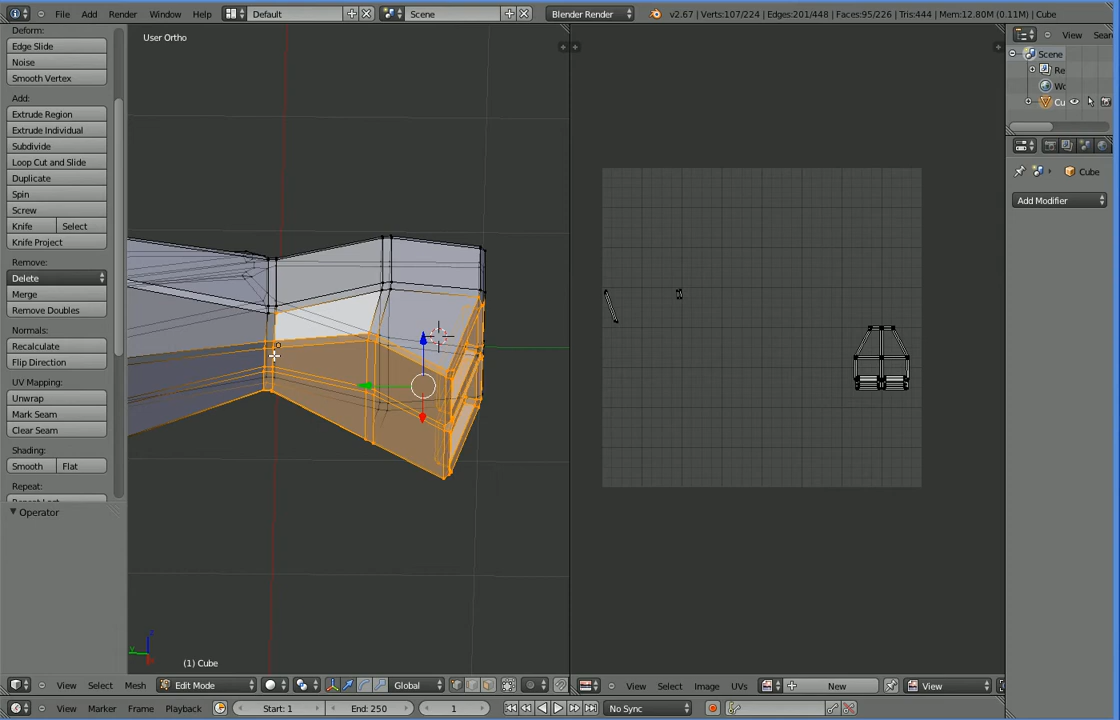 File Add Render Window Help Default Scene Blender Render v2.67 | Verts:107/224 | Edges:201/448 | Faces:95/226 | Tris:444 | Mem:12.80M (0.11M) | Cube
Deform:
Edge Slide
Noise
Smooth Vertex
Add:
Extrude Region
Extrude Individual
Subdivide
Loop Cut and Slide
Duplicate
Spin
Screw
Knife Select
Knife Project
Remove:
Delete
Merge
Remove Doubles
Normals:
Recalculate
Flip Direction
UV Mapping:
Unwrap
Mark Seam
Clear Seam
Shading:
Smooth Flat
Repeat:
Operator
User Ortho
z
y
(1) Cube
View Sear
Scene
Re
Wo
Cu
Cube
Add Modifier
View Select Mesh Edit Mode Global View Select Image UVs New View
View Marker Frame Playback Start: 1 End: 250 1 No Sync